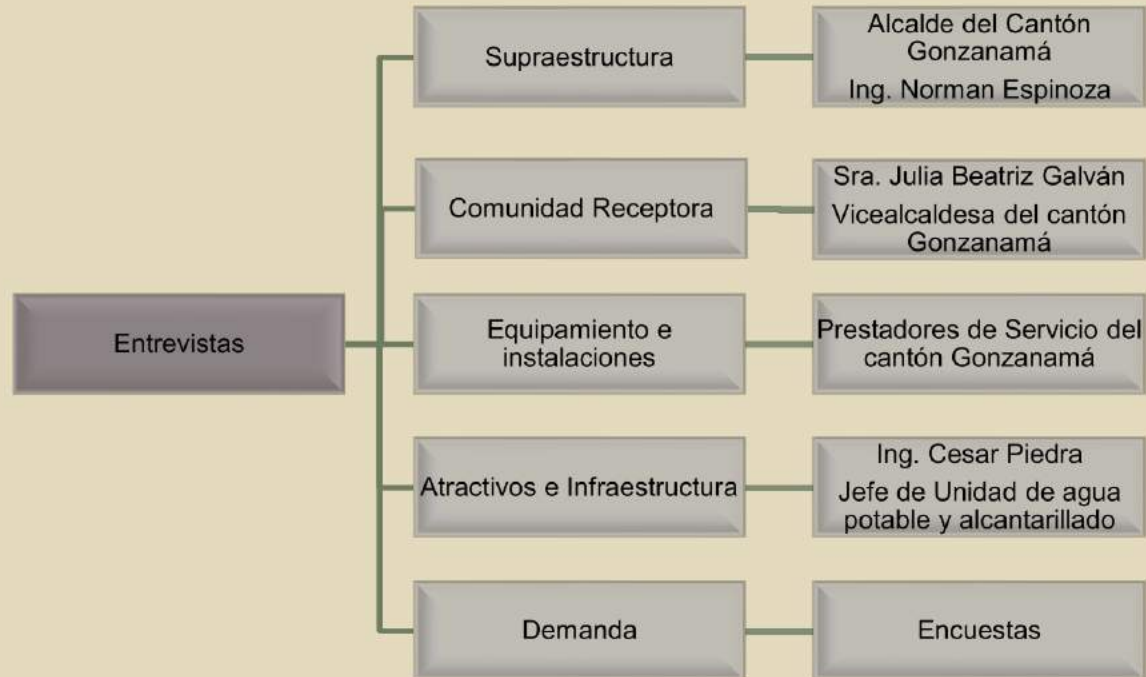 Entrevistas
Supraestructura
Alcalde del Cantón
Gonzanamá
Ing. Norman Espinoza
Comunidad Receptora
Sra. Julia Beatriz Galván
Vicealcaldesa del cantón
Gonzanamá
Equipamiento e
instalaciones
Prestadores de Servicio del
cantón Gonzanamá
Atractivos e Infraestructura
Ing. Cesar Piedra
Jefe de Unidad de agua
potable y alcantarillado
Demanda
Encuestas